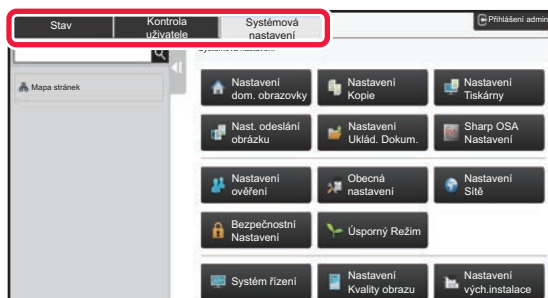 Stav
Kontrola
uživatele
Systémová
nastavení
Přihlášení admin
Mapa stránek
Nastavení
dom. obrazovky
Nastavení
Kopie
Nastavení
Tiskárny
Nast. odeslání
obrázku
Nastavení
Uklád. Dokum.
Sharp OSA
Nastavení
Nastavení
ověření
Obecná
nastavení
Nastavení
Sítě
Bezpečnostní
Nastavení
Úsporný Režim
Systém řízení
Nastavení
Kvality obrazu
Nastavení
vých.instalace